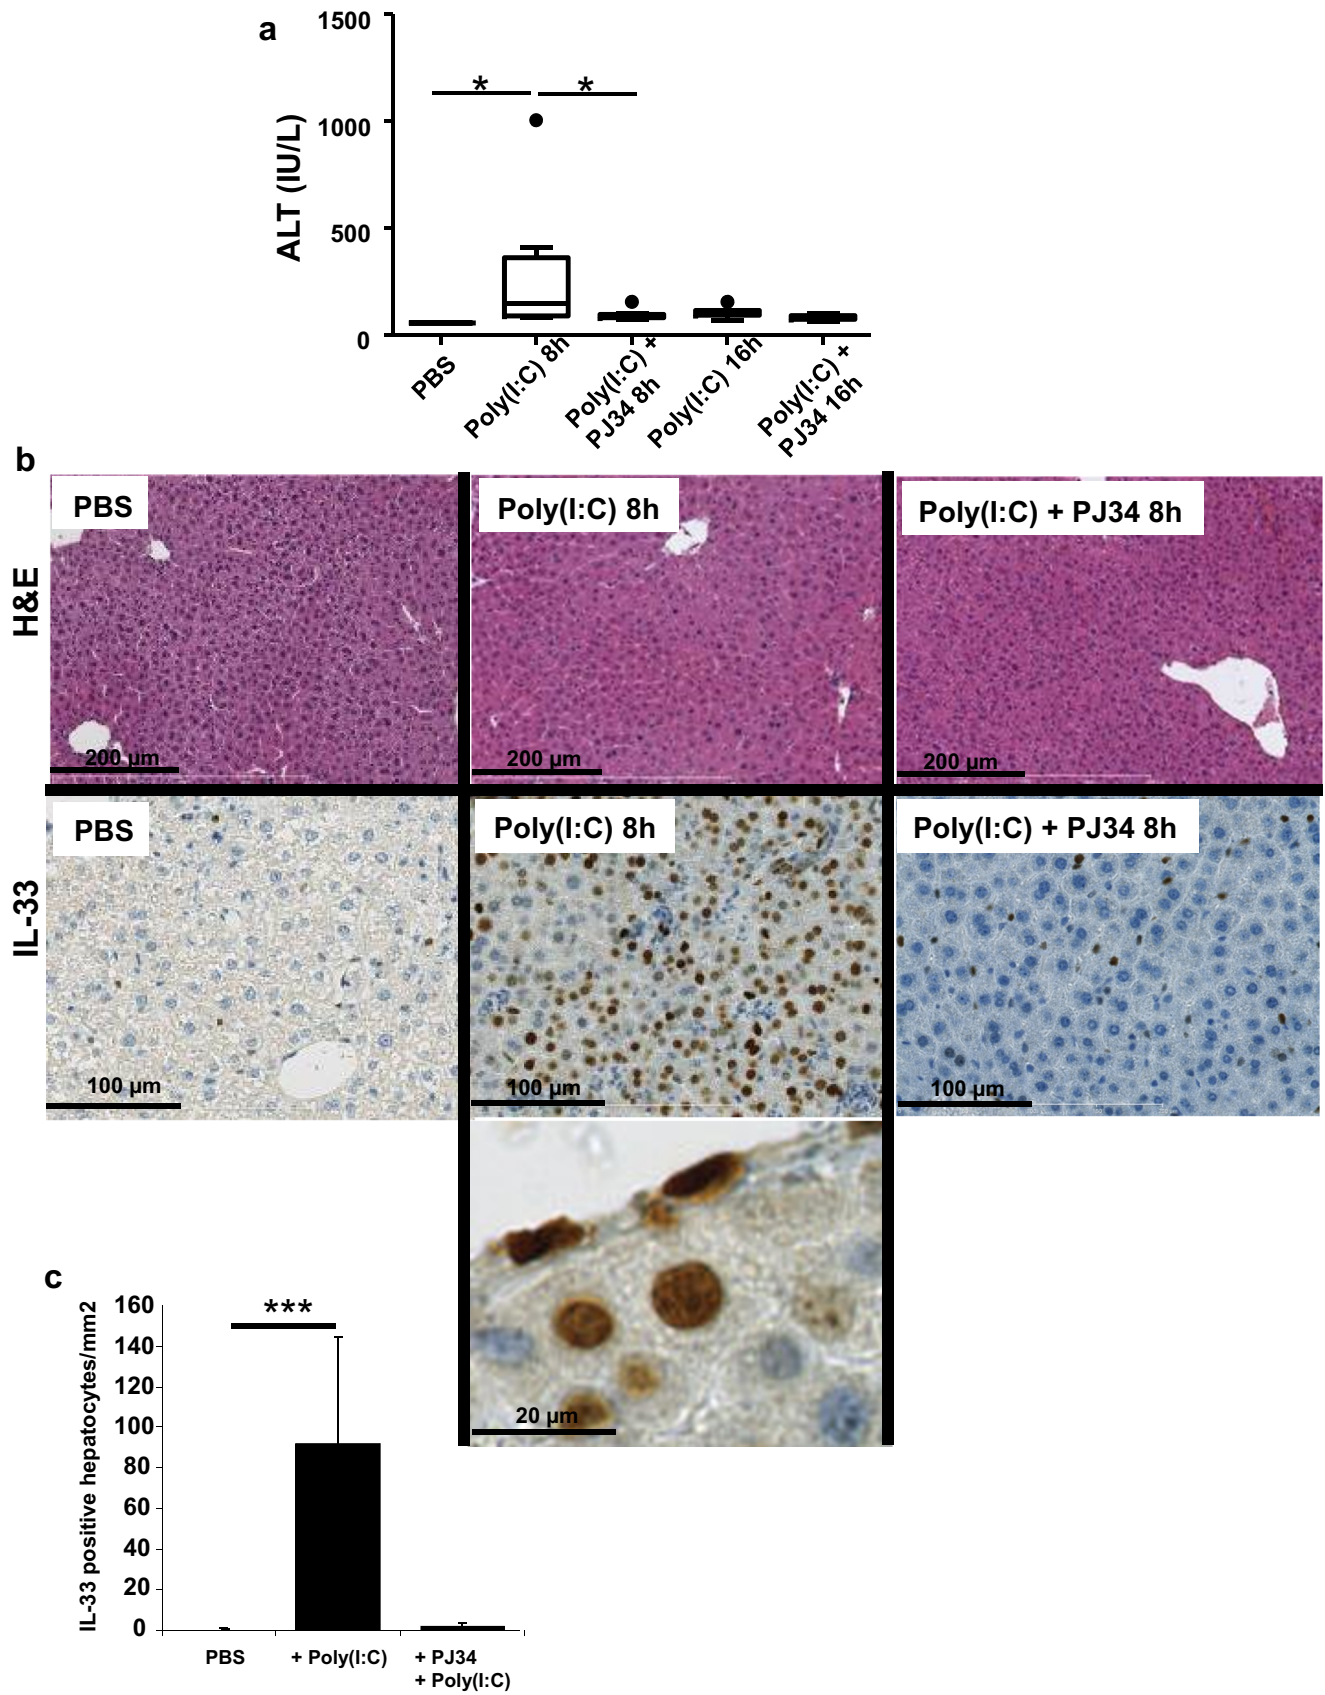 a
1500
1000
500
0
ALT (IU/L)
*
*
PBS
Poly(I:C) 8h
Poly(I:C) +
PJ34 8h
Poly(I:C) 16h
Poly(I:C) +
PJ34 16h
b
H&E
PBS
200 µm
Poly(I:C) 8h
200 µm
Poly(I:C) + PJ34 8h
200 µm
IL-33
PBS
100 µm
Poly(I:C) 8h
100 µm
Poly(I:C) + PJ34 8h
100 µm
20 µm
c
IL-33 positive hepatocytes/mm2
160
140
120
100
80
60
40
20
0
***
PBS
+ Poly(I:C)
+ PJ34
+ Poly(I:C)